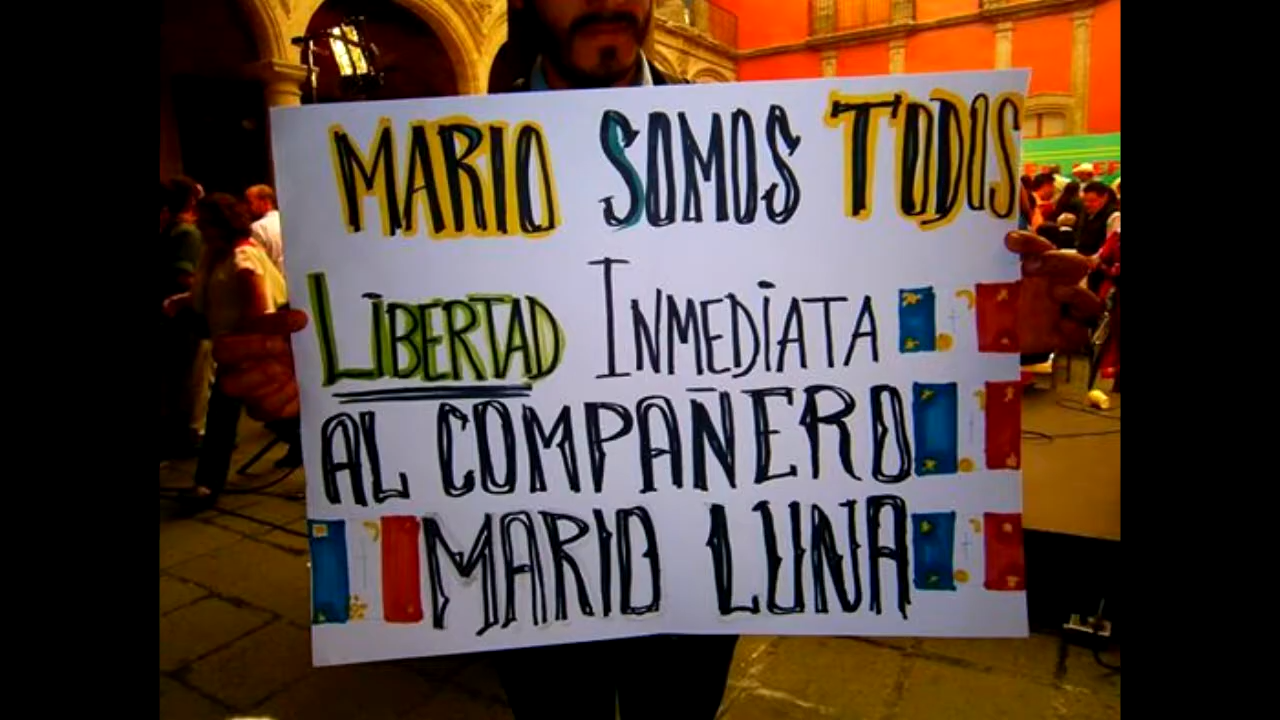 MARIO SOMOS TODOS
LIBERTAD INMEDIATA
AL COMPAÑERO
MARIO LUNA